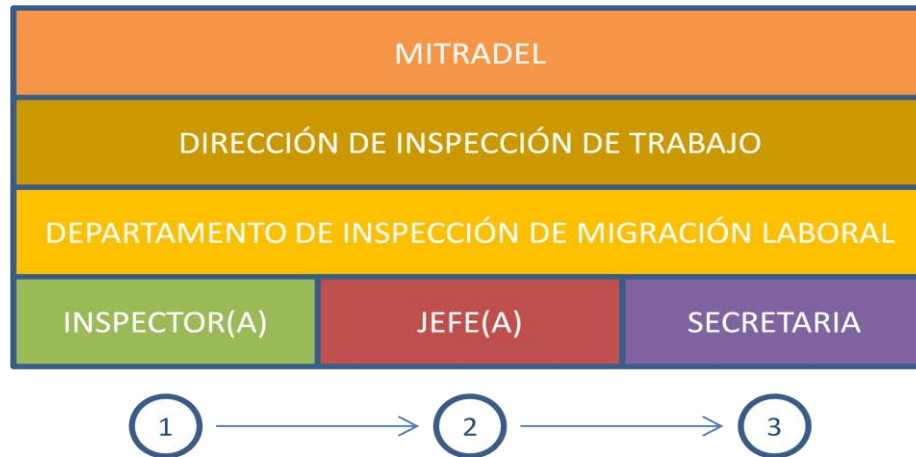 MITRADEL
DIRECCIÓN DE INSPECCIÓN DE TRABAJO
DEPARTAMENTO DE INSPECCIÓN DE MIGRACIÓN LABORAL
INSPECTOR(A) JEFE(A) SECRETARIA
1 2 3